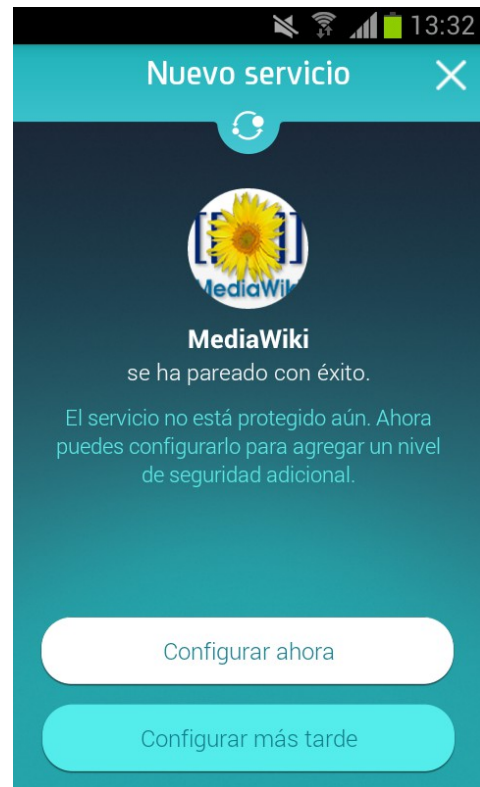 13:32
Nuevo servicio
MediaWiki
MediaWiki
se ha pareado con éxito.
El servicio no está protegido aún. Ahora
puedes configurarlo para agregar un nivel
de seguridad adicional.
Configurar ahora
Configurar más tarde